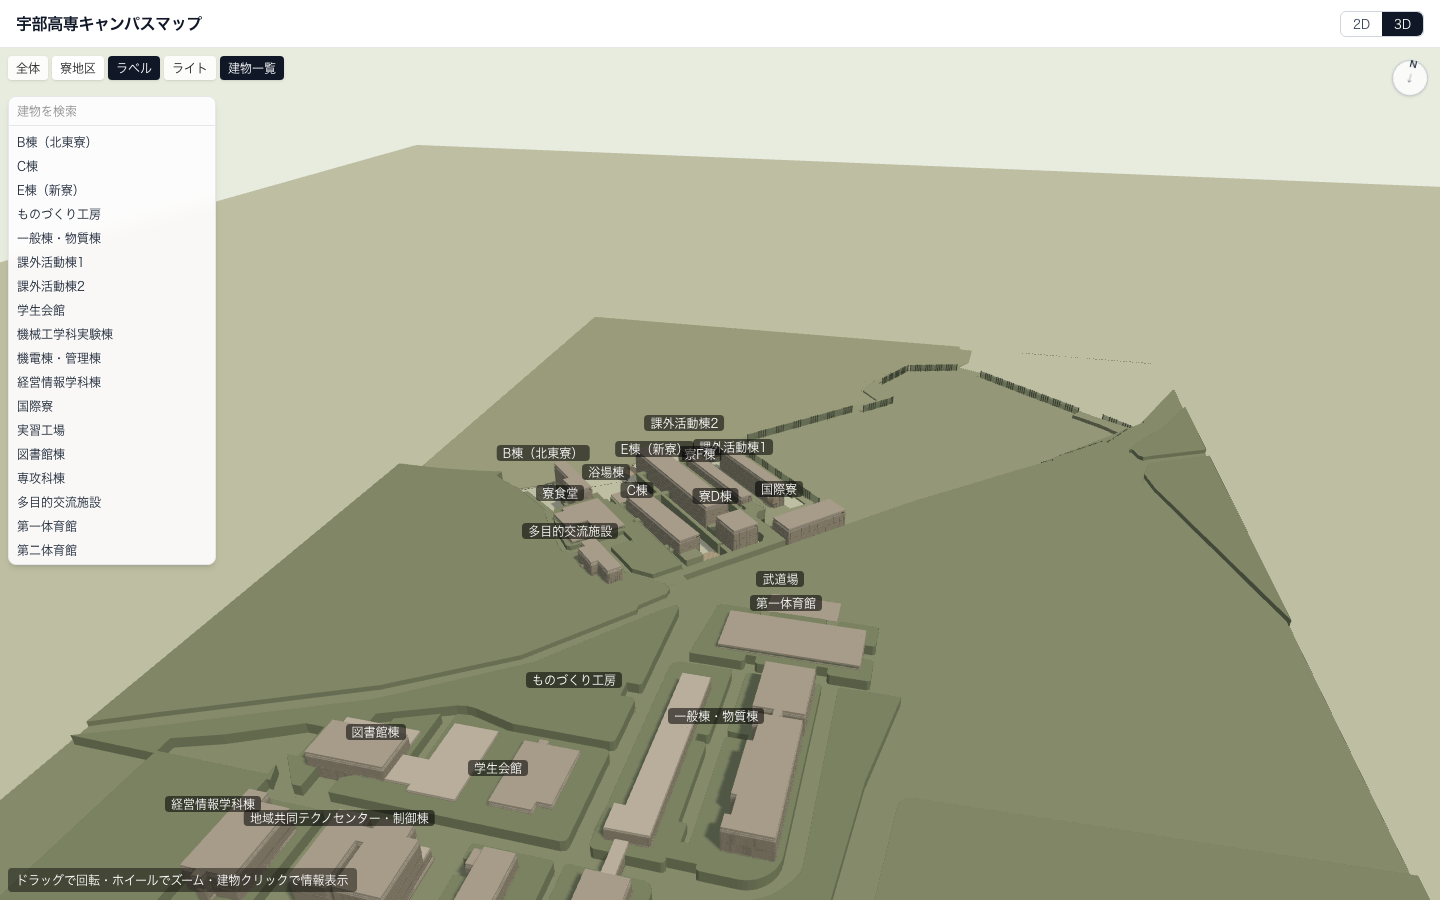 宇部高専キャンパスマップ
2D 3D
全体 寮地区 ラベル ライト 建物一覧
N
建物を検索
B棟（北東寮）
C棟
E棟（新寮）
ものづくり工房
一般棟・物質棟
課外活動棟1
課外活動棟2
学生会館
機械工学科実験棟
機電棟・管理棟
経営情報学科棟
国際寮
実習工場
図書館棟
専攻科棟
多目的交流施設
第一体育館
第二体育館
課外活動棟2
B棟（北東寮）
E棟（新寮）
課外活動棟1
寮F棟
浴場棟
寮食堂
C棟
寮D棟
国際寮
多目的交流施設
武道場
第一体育館
ものづくり工房
一般棟・物質棟
図書館棟
学生会館
経営情報学科棟
地域共同テクノセンター・制御棟
ドラッグで回転・ホイールでズーム・建物クリックで情報表示